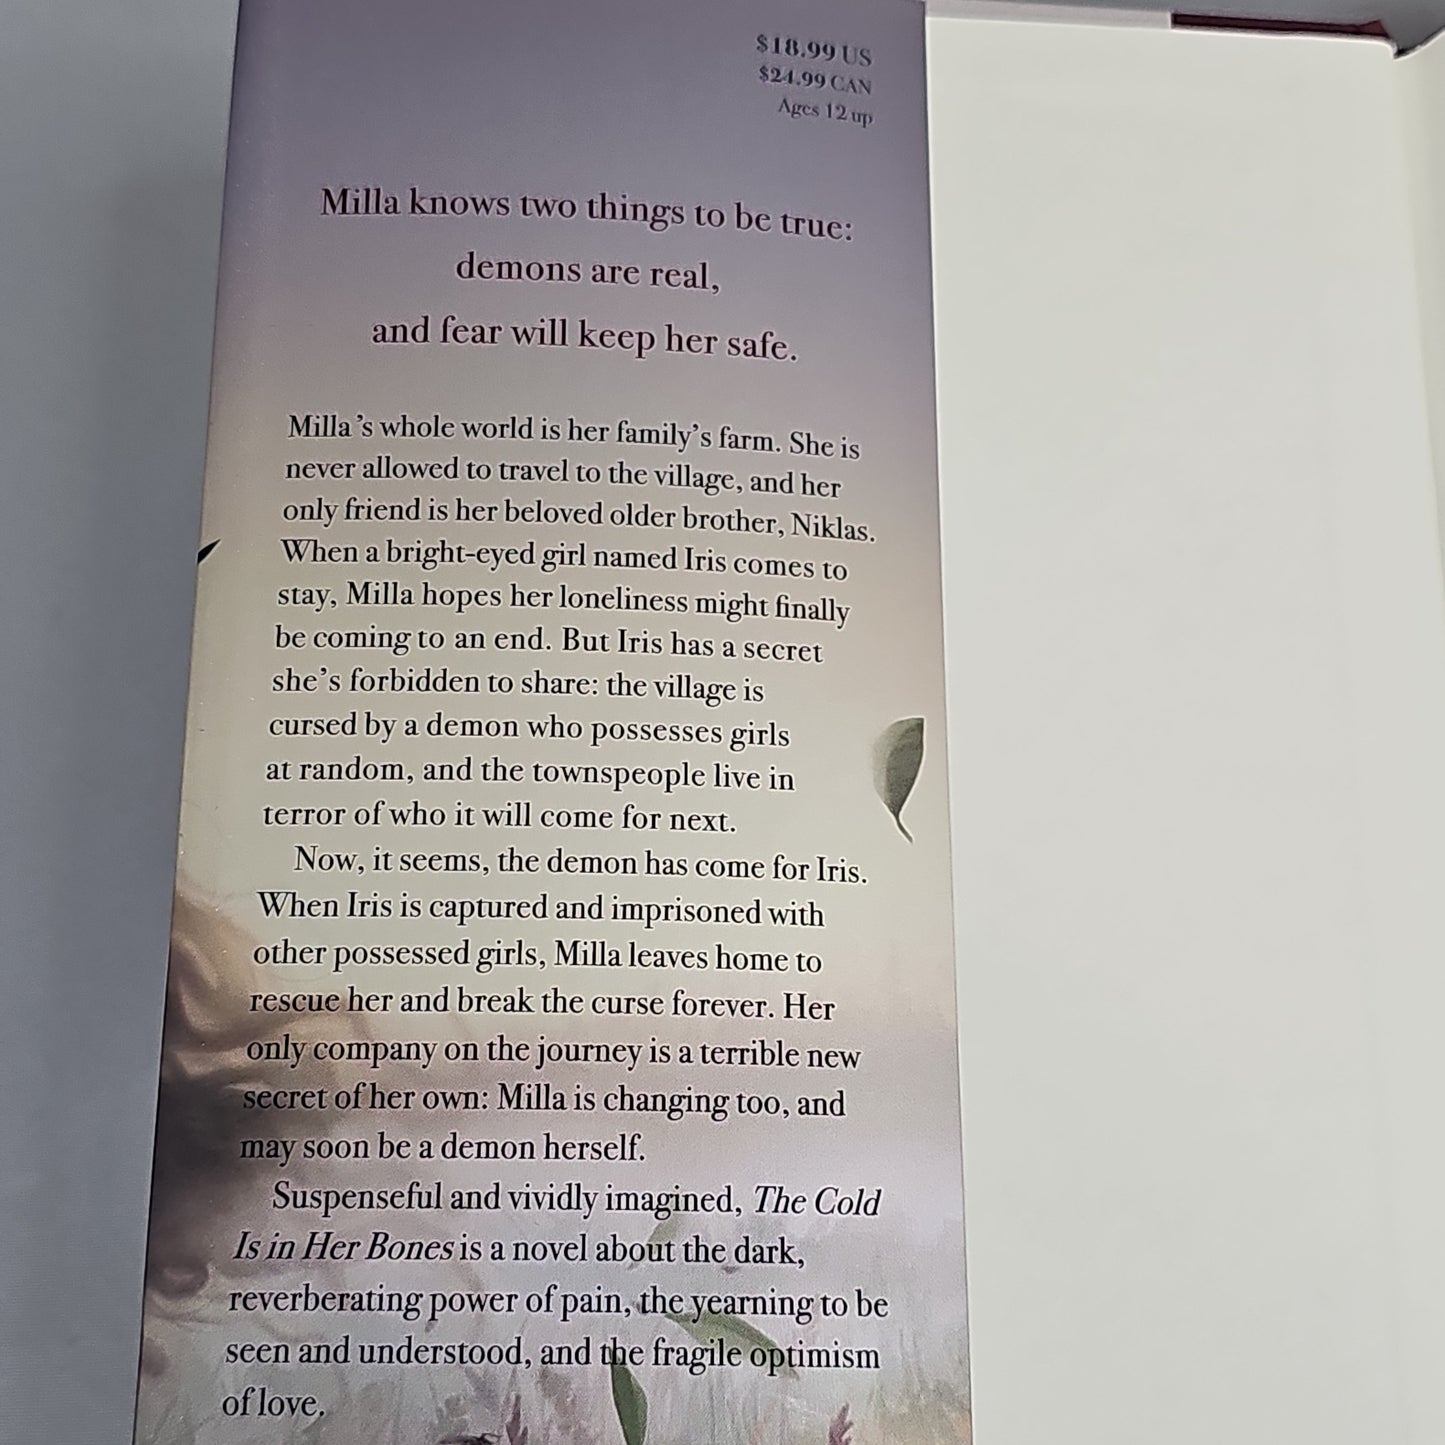 $18.99 US
$24.99 CAN
Ages 12 up
Milla knows two things to be true:
demons are real,
and fear will keep her safe.
Milla's whole world is her family's farm. She is
never allowed to travel to the village, and her
only friend is her beloved older brother, Niklas.
When a bright-eyed girl named Iris comes to
stay, Milla hopes her loneliness might finally
be coming to an end. But Iris has a secret
she's forbidden to share: the village is
cursed by a demon who possesses girls
at random, and the townspeople live in
terror of who it will come for next.
Now, it seems, the demon has come for Iris.
When Iris is captured and imprisoned with
other possessed girls, Milla leaves home to
rescue her and break the curse forever. Her
only company on the journey is a terrible new
secret of her own: Milla is changing too, and
may soon be a demon herself.
Suspenseful and vividly imagined, The Cold
Is in Her Bones is a novel about the dark,
reverberating power of pain, the yearning to be
seen and understood, and the fragile optimism
of love.